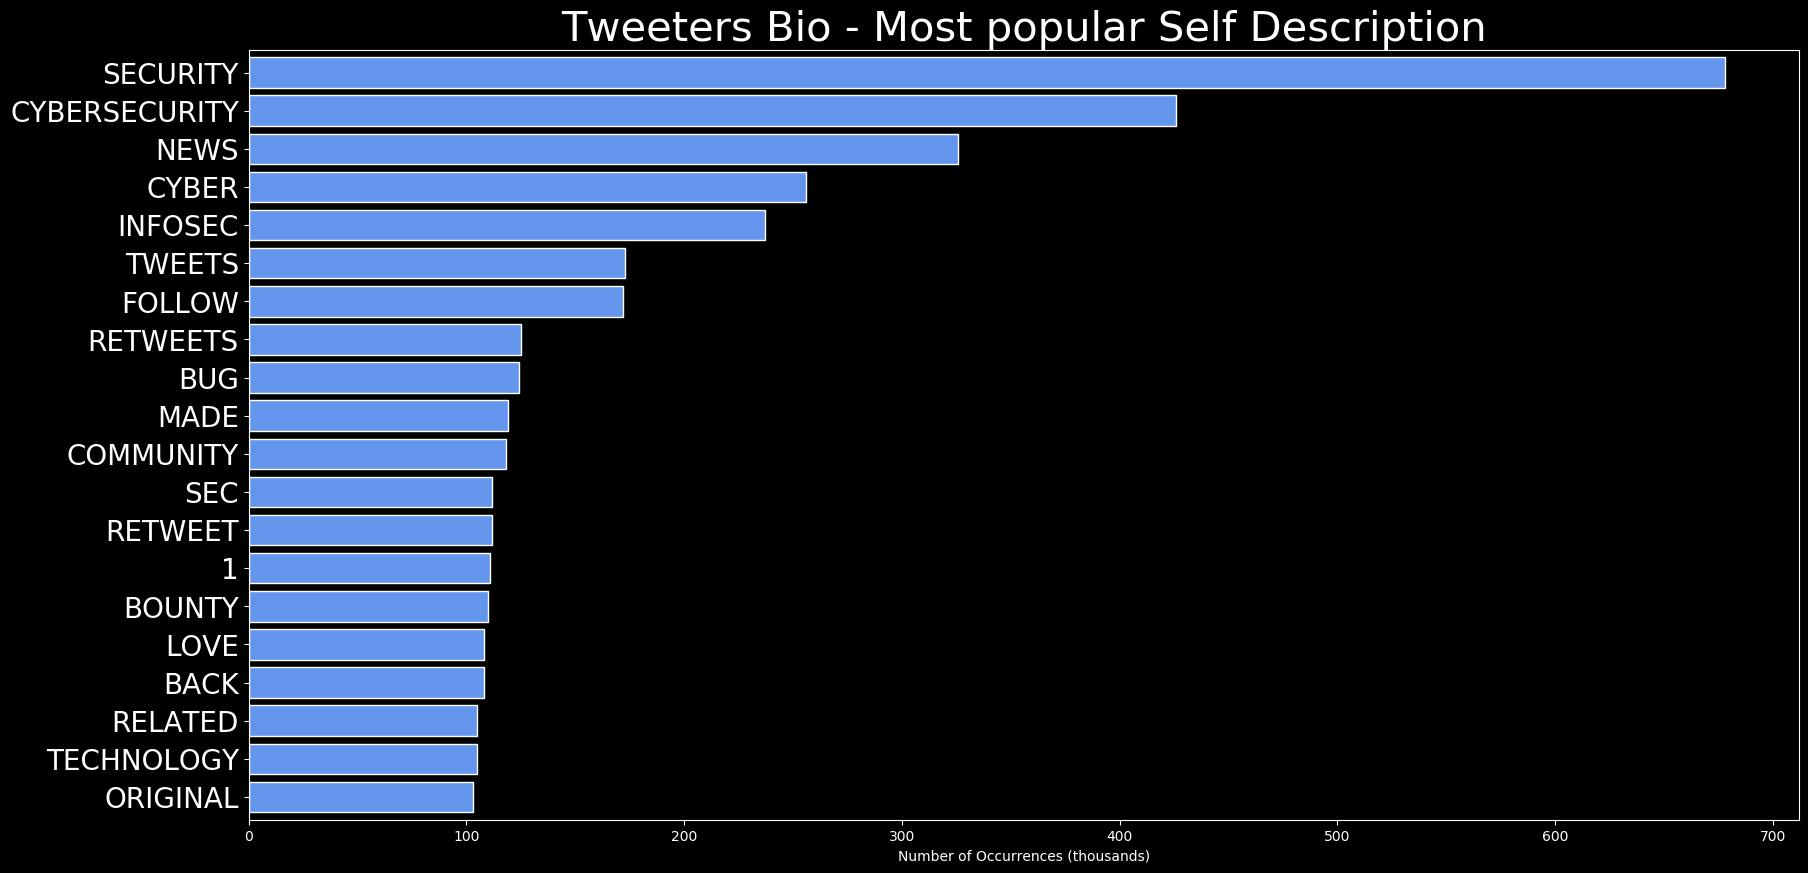 Tweeters Bio - Most popular Self Description
SECURITY
CYBERSECURITY
NEWS
CYBER
INFOSEC
TWEETS
FOLLOW
RETWEETS
BUG
MADE
COMMUNITY
SEC
RETWEET
1
BOUNTY
LOVE
BACK
RELATED
TECHNOLOGY
ORIGINAL
0 100 200 300 400 500 600 700
Number of Occurrences (thousands)